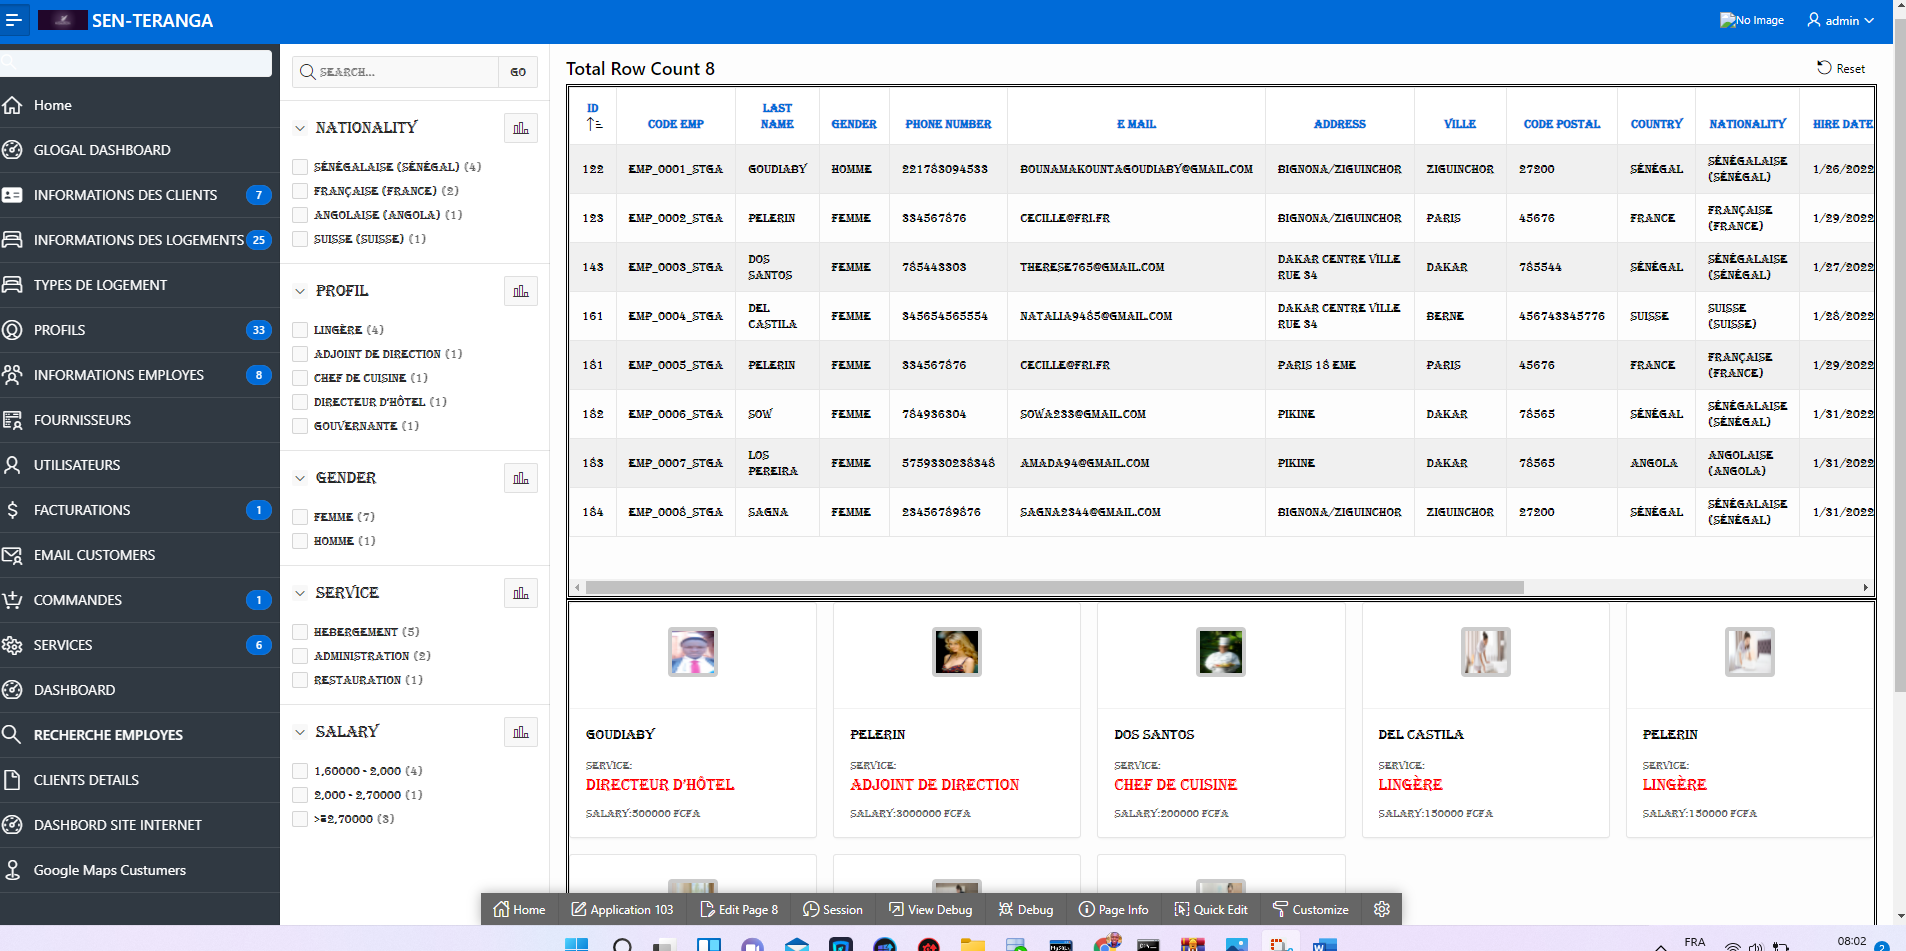 SEN-TERANGA
No Image
admin
Home
GLOGAL DASHBOARD
INFORMATIONS DES CLIENTS 7
INFORMATIONS DES LOGEMENTS 25
TYPES DE LOGEMENT
PROFILS 33
INFORMATIONS EMPLOYES 8
FOURNISSEURS
UTILISATEURS
FACTURATIONS 1
EMAIL CUSTOMERS
COMMANDES 1
SERVICES 6
DASHBOARD
RECHERCHE EMPLOYES
CLIENTS DETAILS
DASHBORD SITE INTERNET
Google Maps Custumers
SEARCH... GO
NATIONALITY
SÉNÉGALAISE (SÉNÉGAL) (4)
FRANÇAISE (FRANCE) (2)
ANGOLAISE (ANGOLA) (1)
SUISSE (SUISSE) (1)
PROFIL
LINGÈRE (4)
ADJOINT DE DIRECTION (1)
CHEF DE CUISINE (1)
DIRECTEUR D'HÔTEL (1)
GOUVERNANTE (1)
GENDER
FEMME (7)
HOMME (1)
SERVICE
HEBERGEMENT (5)
ADMINISTRATION (2)
RESTAURATION (1)
SALARY
1,60000 - 2,000 (4)
2,000 - 2,70000 (1)
>=2,70000 (3)
Total Row Count 8
Reset
ID CODE EMP LAST NAME GENDER PHONE NUMBER E MAIL ADDRESS VILLE CODE POSTAL COUNTRY NATIONALITY HIRE DATE
122 EMP_0001_STGA GOUDIABY HOMME 221783094533 BOUNAMAKOUNTAGOUDIABY@GMAIL.COM BIGNONA/ZIGUINCHOR ZIGUINCHOR 27200 SÉNÉGAL SÉNÉGALAISE (SÉNÉGAL) 1/26/2022
123 EMP_0002_STGA PELERIN FEMME 334567876 CECILLE@FRI.FR BIGNONA/ZIGUINCHOR PARIS 45676 FRANCE FRANÇAISE (FRANCE) 1/29/2022
143 EMP_0003_STGA DOS SANTOS FEMME 785443303 THERESE765@GMAIL.COM DAKAR CENTRE VILLE RUE 34 DAKAR 785544 SÉNÉGAL SÉNÉGALAISE (SÉNÉGAL) 1/27/2022
161 EMP_0004_STGA DEL CASTILA FEMME 345654565554 NATALIA9485@GMAIL.COM DAKAR CENTRE VILLE RUE 34 BERNE 456743345776 SUISSE SUISSE (SUISSE) 1/28/2022
181 EMP_0005_STGA PELERIN FEMME 334567876 CECILLE@FRI.FR PARIS 18 EME PARIS 45676 FRANCE FRANÇAISE (FRANCE) 1/29/2022
182 EMP_0006_STGA SOW FEMME 784936304 SOWA233@GMAIL.COM PIKINE DAKAR 78565 SÉNÉGAL SÉNÉGALAISE (SÉNÉGAL) 1/31/2022
183 EMP_0007_STGA LOS PEREIRA FEMME 5759330238348 AMADA94@GMAIL.COM PIKINE DAKAR 78565 ANGOLA ANGOLAISE (ANGOLA) 1/31/2022
184 EMP_0008_STGA SAGNA FEMME 23456789876 SAGNA2344@GMAIL.COM BIGNONA/ZIGUINCHOR ZIGUINCHOR 27200 SÉNÉGAL SÉNÉGALAISE (SÉNÉGAL) 1/31/2022
GOUDIABY
SERVICE:
DIRECTEUR D'HÔTEL
SALARY:500000 FCFA
PELERIN
SERVICE:
ADJOINT DE DIRECTION
SALARY:3000000 FCFA
DOS SANTOS
SERVICE:
CHEF DE CUISINE
SALARY:200000 FCFA
DEL CASTILA
SERVICE:
LINGÈRE
SALARY:150000 FCFA
PELERIN
SERVICE:
LINGÈRE
SALARY:150000 FCFA
Home Application 103 Edit Page 8 Session View Debug Debug Page Info Quick Edit Customize
FRA 08:02 2